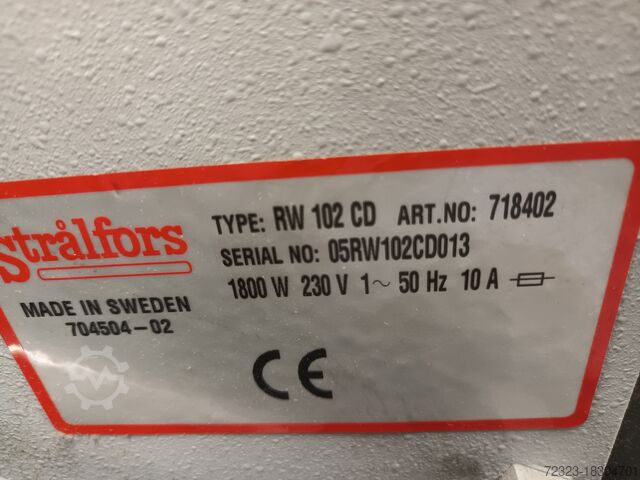 Strålfors
TYPE: RW 102 CD ART.NO: 718402
SERIAL NO: 05RW102CD013
1800 W 230 V 1~ 50 Hz 10 A
MADE IN SWEDEN
704504-02
CE
72323-18304701